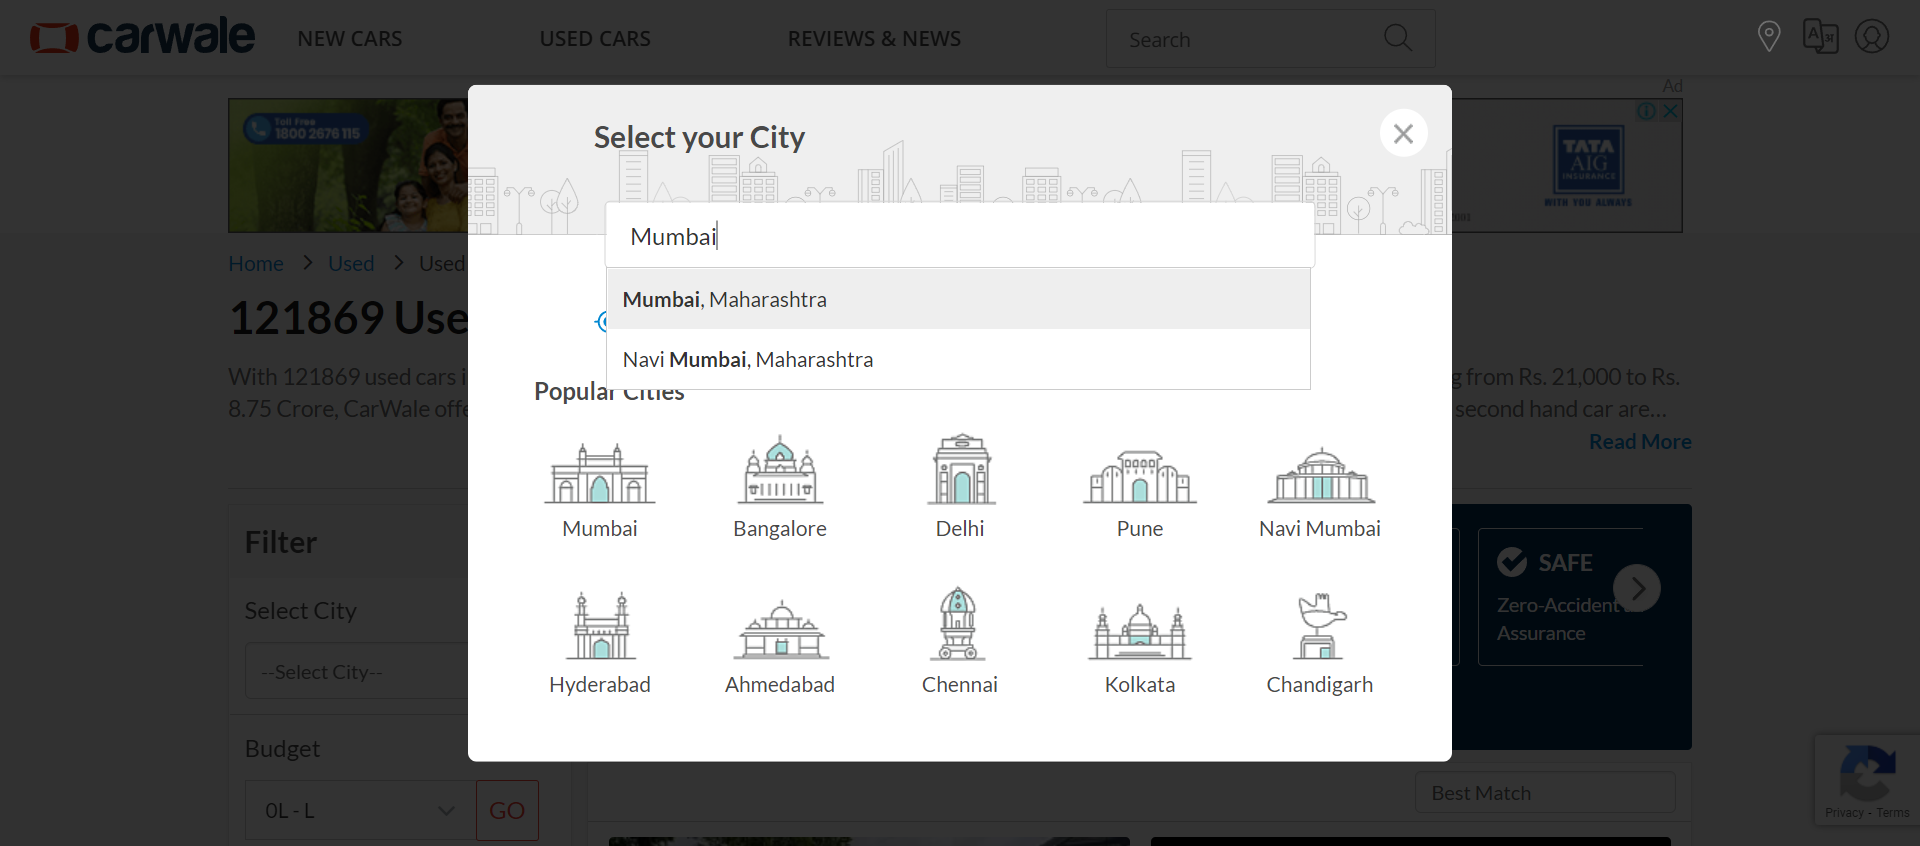 carwale
NEW CARS
USED CARS
REVIEWS & NEWS
Search
Ad
Toll Free
1800 2676 115
TATA
AIG
INSURANCE
WITH YOU ALWAYS
Select your City
Mumbai
Mumbai, Maharashtra
Navi Mumbai, Maharashtra
Home > Used > Used
121869 Use
With 121869 used cars i
g from Rs. 21,000 to Rs.
8.75 Crore, CarWale offe
second hand car are...
Read More
Popular Cities
Mumbai
Bangalore
Delhi
Pune
Navi Mumbai
Hyderabad
Ahmedabad
Chennai
Kolkata
Chandigarh
Filter
Select City
--Select City--
Budget
0L - L
GO
SAFE
Zero-Accident
Assurance
Best Match
Privacy - Terms